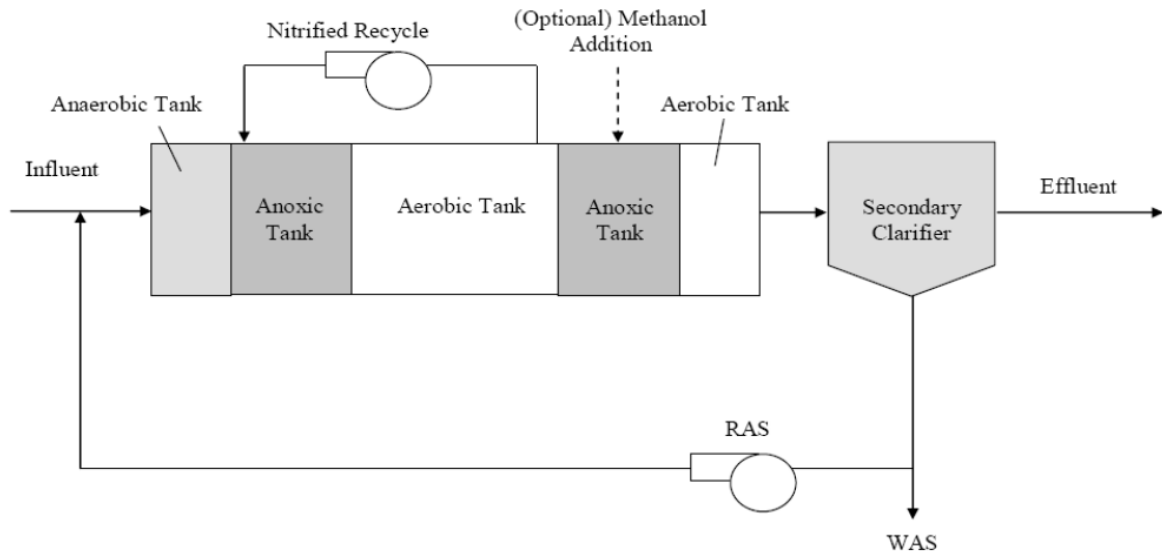 (Optional) Methanol
Addition
Nitrified Recycle
Anaerobic Tank
Aerobic Tank
Influent
Anoxic
Tank
Aerobic Tank
Anoxic
Tank
Secondary
Clarifier
Effluent
RAS
WAS